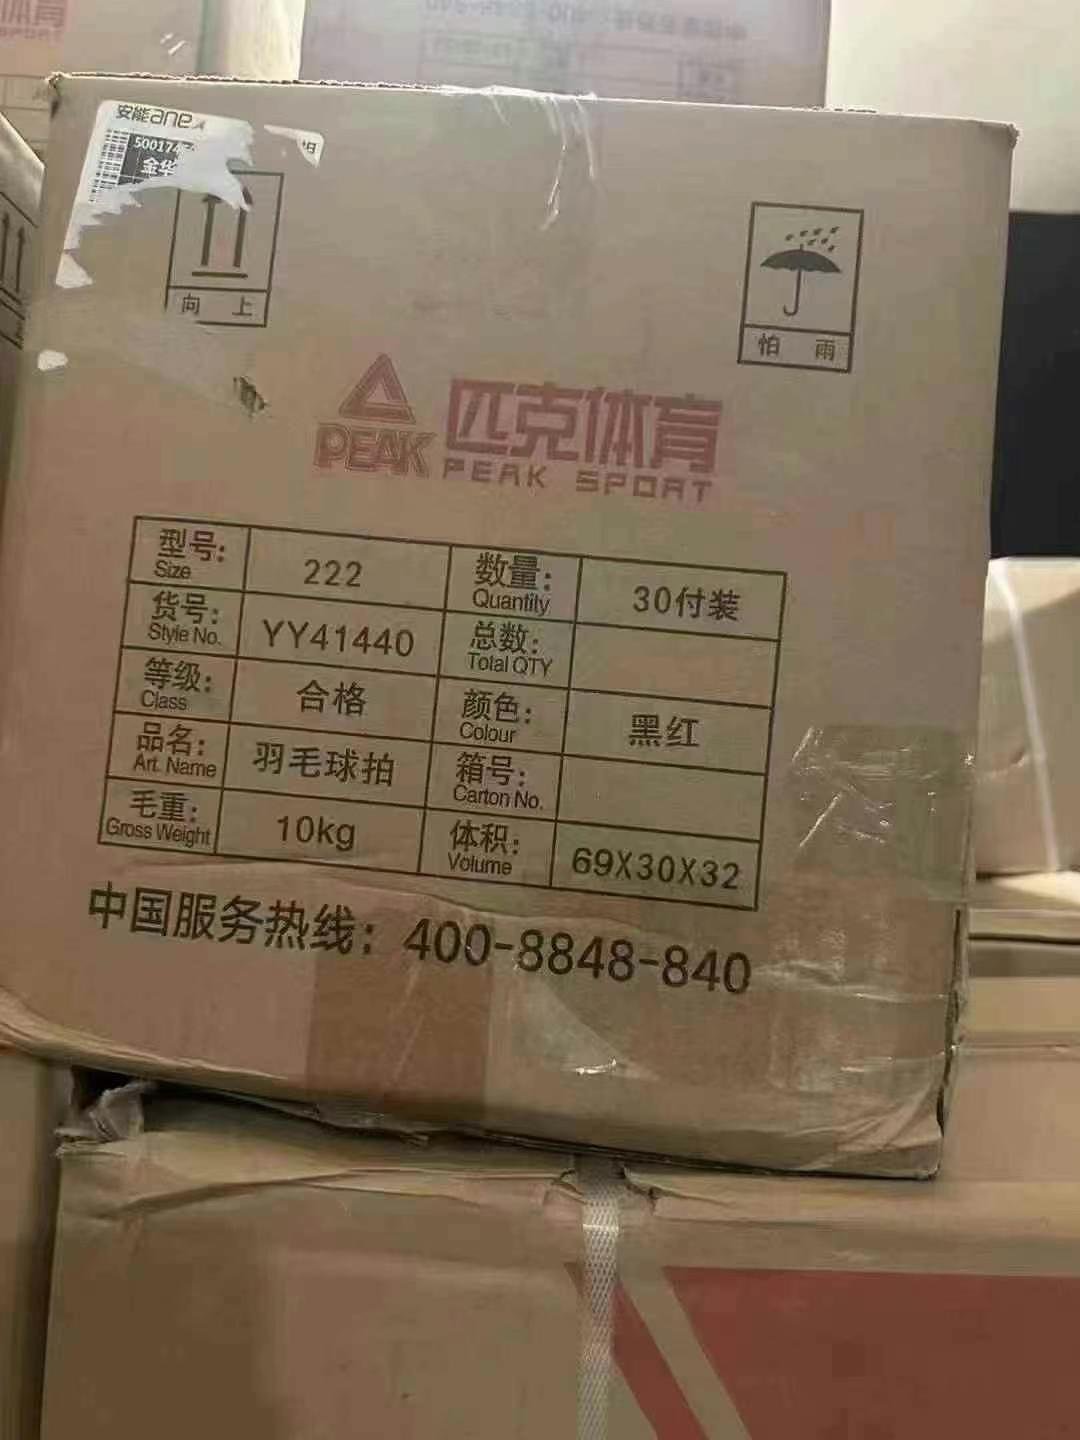 安能ane
金华
向上
怕雨
PEAK
匹克体育
PEAK SPORT
型号:
Size
222
数量:
Quantity
30付装
货号:
Style No.
YY41440
总数:
Total QTY
等级:
Class
合格
颜色:
Colour
黑红
品名:
Art. Name
羽毛球拍
箱号:
Carton No.
毛重:
Gross Weight
10kg
体积:
Volume
69X30X32
中国服务热线：400-8848-840